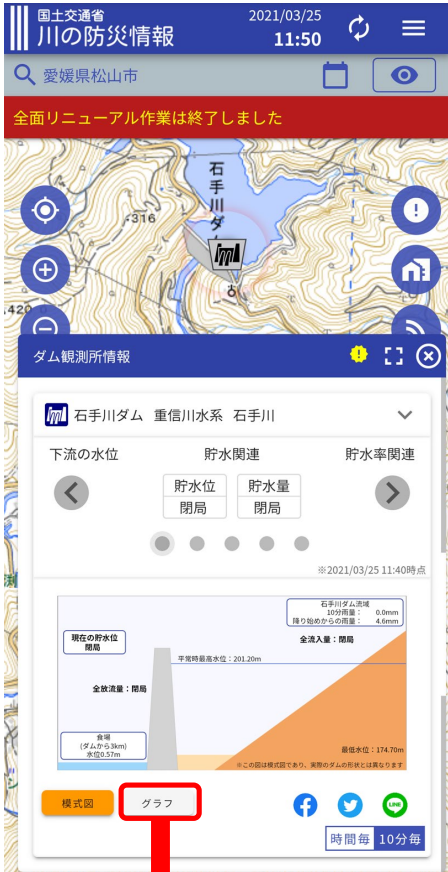 国土交通省
川の防災情報
2021/03/25
11:50
愛媛県松山市
全面リニューアル作業は終了しました
石手川ダム
316
420
ダム観測所情報
石手川ダム 重信川水系 石手川
下流の水位
貯水関連
貯水率関連
貯水位 貯水量
閉局 閉局
※2021/03/25 11:40時点
石手川ダム流域
10分雨量： 0.0mm
降り始めからの雨量： 4.6mm
現在の貯水位
閉局
全流入量：閉局
平常時最高水位：201.20m
全放流量：閉局
食場
(ダムから3km)
水位0.57m
最低水位：174.70m
※この図は模式図であり、実際のダムの形状とは異なります
模式図
グラフ
LINE
時間毎 10分毎